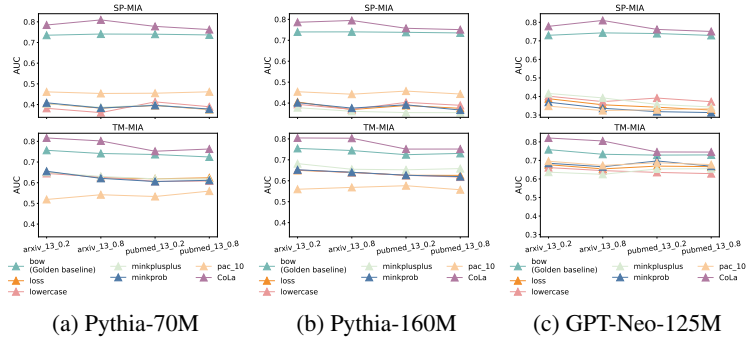 SP-MIA
SP-MIA
SP-MIA
AUC
0.8
0.7
0.6
0.5
0.4
AUC
0.8
0.7
0.6
0.5
0.4
AUC
0.8
0.7
0.6
0.5
0.4
0.3
TM-MIA
TM-MIA
TM-MIA
AUC
0.8
0.7
0.6
0.5
0.4
AUC
0.8
0.7
0.6
0.5
0.4
AUC
0.8
0.7
0.6
0.5
0.4
0.3
arxiv_13_0.2 arxiv_13_0.8 pubmed_13_0.2 pubmed_13_0.8
arxiv_13_0.2 arxiv_13_0.8 pubmed_13_0.2 pubmed_13_0.8
arxiv_13_0.2 arxiv_13_0.8 pubmed_13_0.2 pubmed_13_0.8
bow
(Golden baseline)
loss
lowercase
minkplusplus
minkprob
pac_10
CoLa
bow
(Golden baseline)
loss
lowercase
minkplusplus
minkprob
pac_10
CoLa
bow
(Golden baseline)
loss
lowercase
minkplusplus
minkprob
pac_10
CoLa
(a) Pythia-70M
(b) Pythia-160M
(c) GPT-Neo-125M